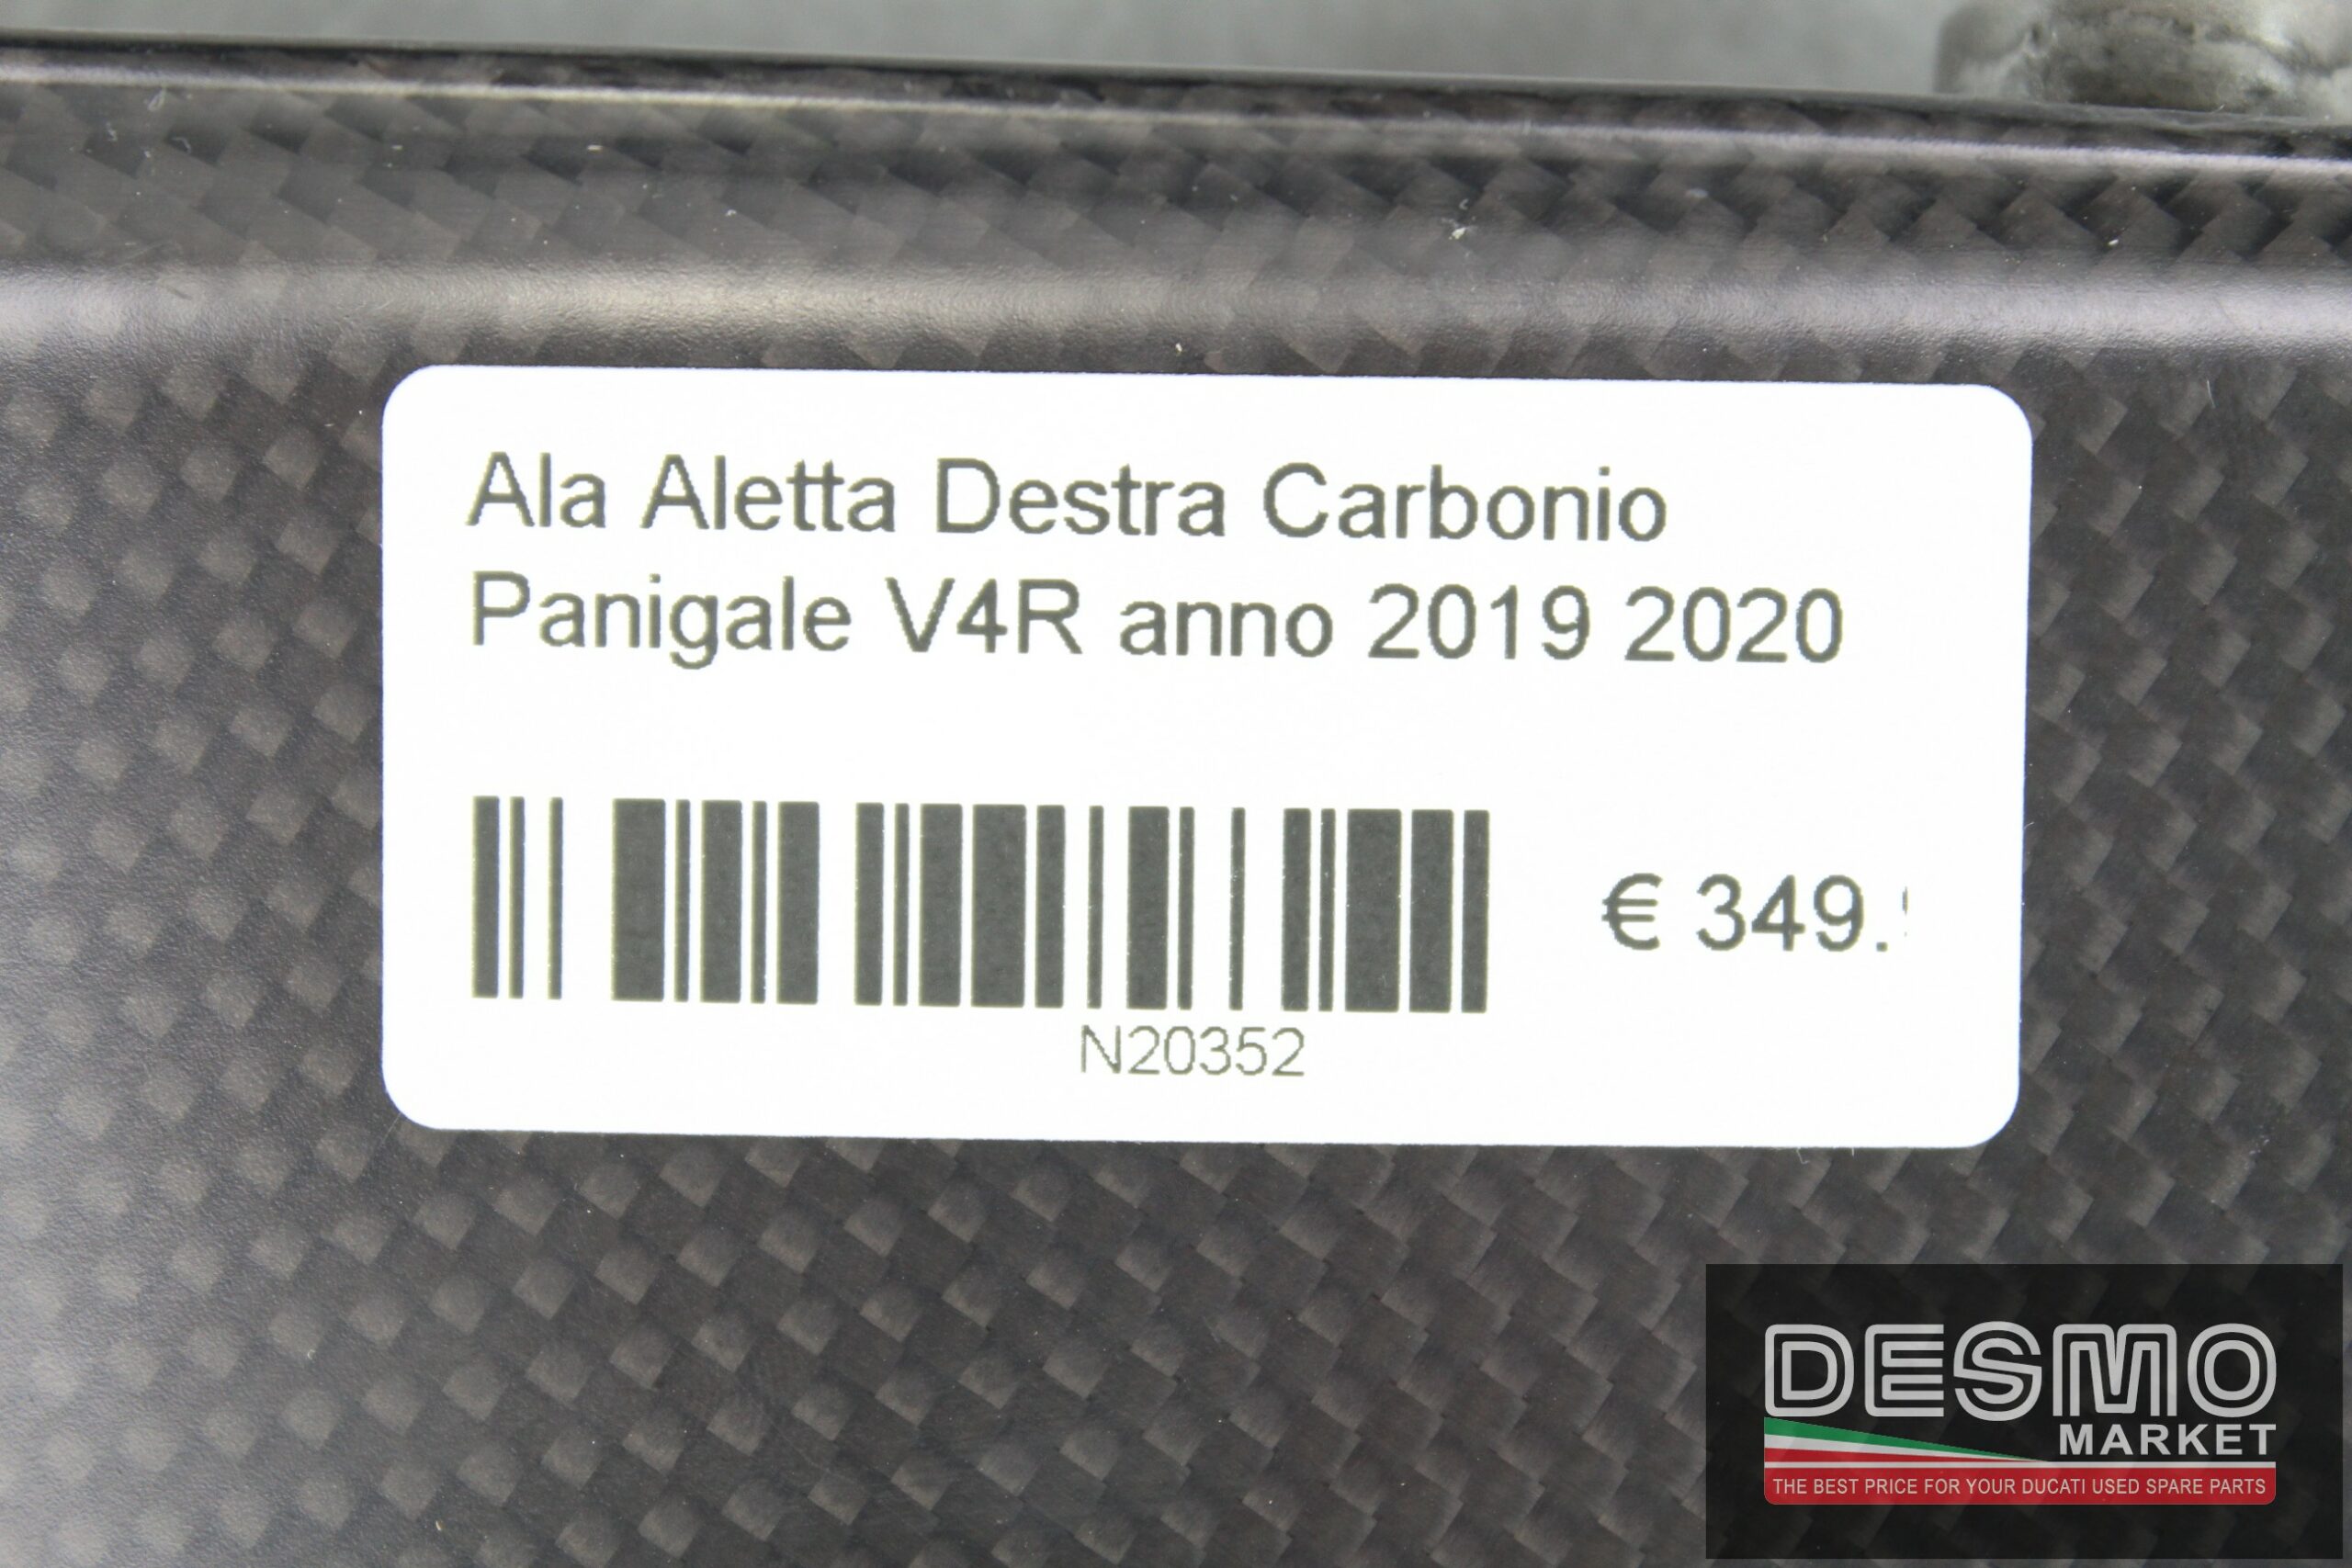 Ala Aletta Destra Carbonio
Panigale V4R anno 2019 2020
€ 349.
N20352
DESMO
MARKET
THE BEST PRICE FOR YOUR DUCATI USED SPARE PARTS